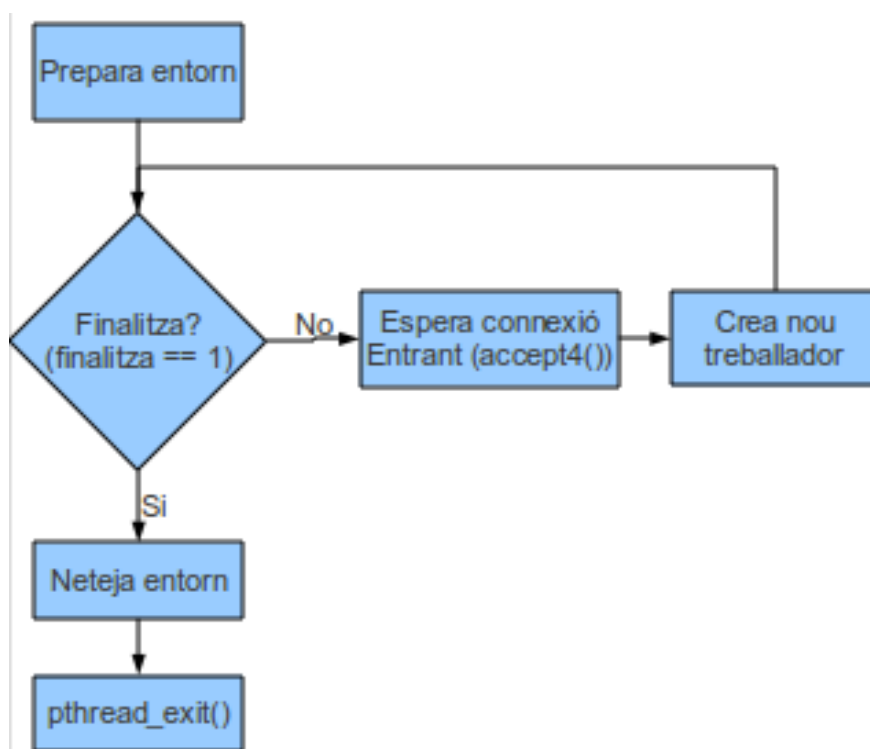 Prepara entorn
Finalitza?
(finalitza == 1)
No
Espera connexió
Entrant (accept4())
Crea nou
treballador
Si
Neteja entorn
pthread_exit()